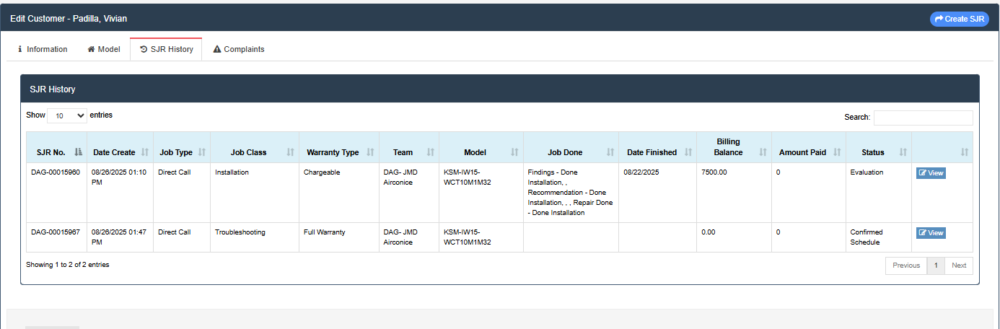 Edit Customer - Padilla, Vivian
Create SJR
Information
Model
SJR History
Complaints
SJR History
Show 10 entries
Search:
SJR No.
Date Create
Job Type
Job Class
Warranty Type
Team
Model
Job Done
Date Finished
Billing
Balance
Amount Paid
Status
DAG-00015960
08/26/2025 01:10
PM
Direct Call
Installation
Chargeable
DAG- JMD
Airconice
KSM-IW15-
WCT10M1M32
Findings - Done
Installation, ,
Recommendation - Done
Installation, , , Repair Done
- Done Installation
08/22/2025
7500.00
0
Evaluation
View
DAG-00015967
08/26/2025 01:47
PM
Direct Call
Troubleshooting
Full Warranty
DAG- JMD
Airconice
KSM-IW15-
WCT10M1M32
0.00
0
Confirmed
Schedule
View
Showing 1 to 2 of 2 entries
Previous
1
Next